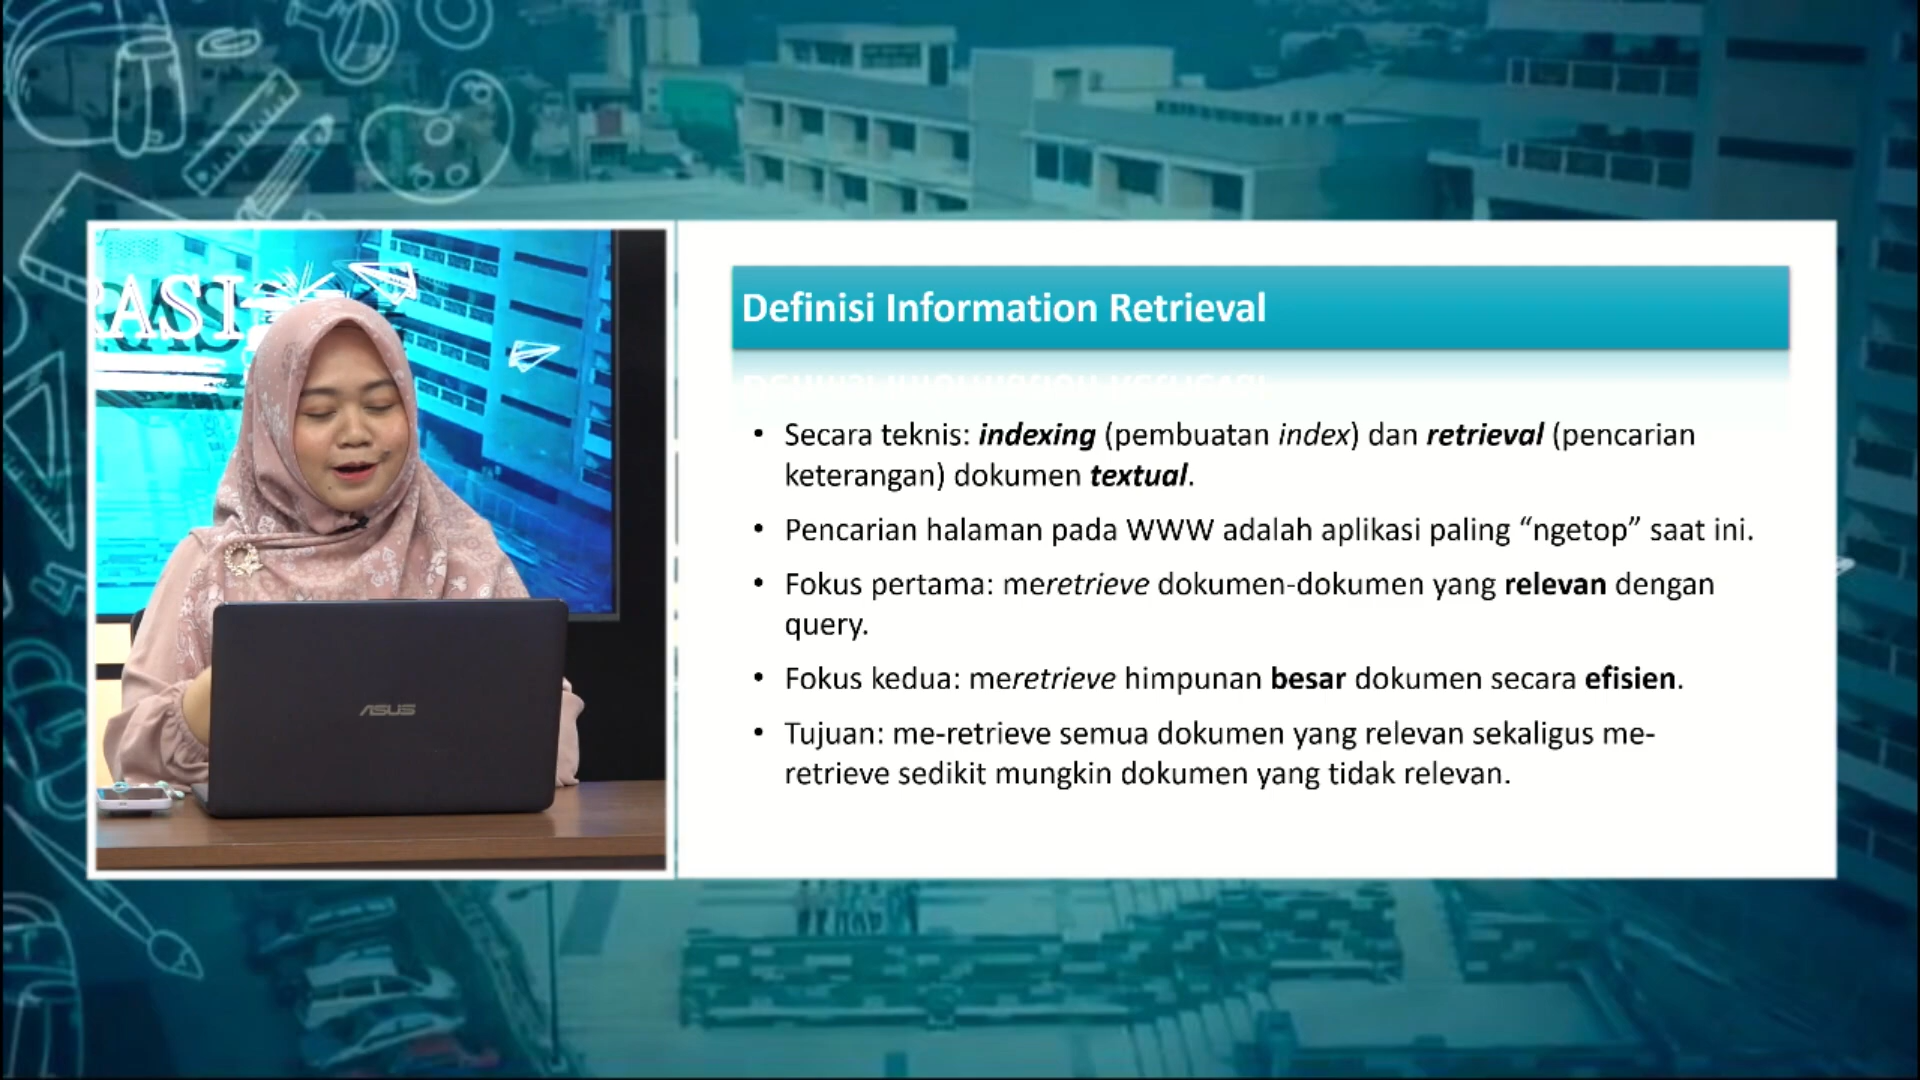 RASI
ASUS
Definisi Information Retrieval
• Secara teknis: indexing (pembuatan index) dan retrieval (pencarian
keterangan) dokumen textual.
• Pencarian halaman pada WWW adalah aplikasi paling “ngetop” saat ini.
• Fokus pertama: meretrieve dokumen-dokumen yang relevan dengan
query.
• Fokus kedua: meretrieve himpunan besar dokumen secara efisien.
• Tujuan: me-retrieve semua dokumen yang relevan sekaligus me-
retrieve sedikit mungkin dokumen yang tidak relevan.